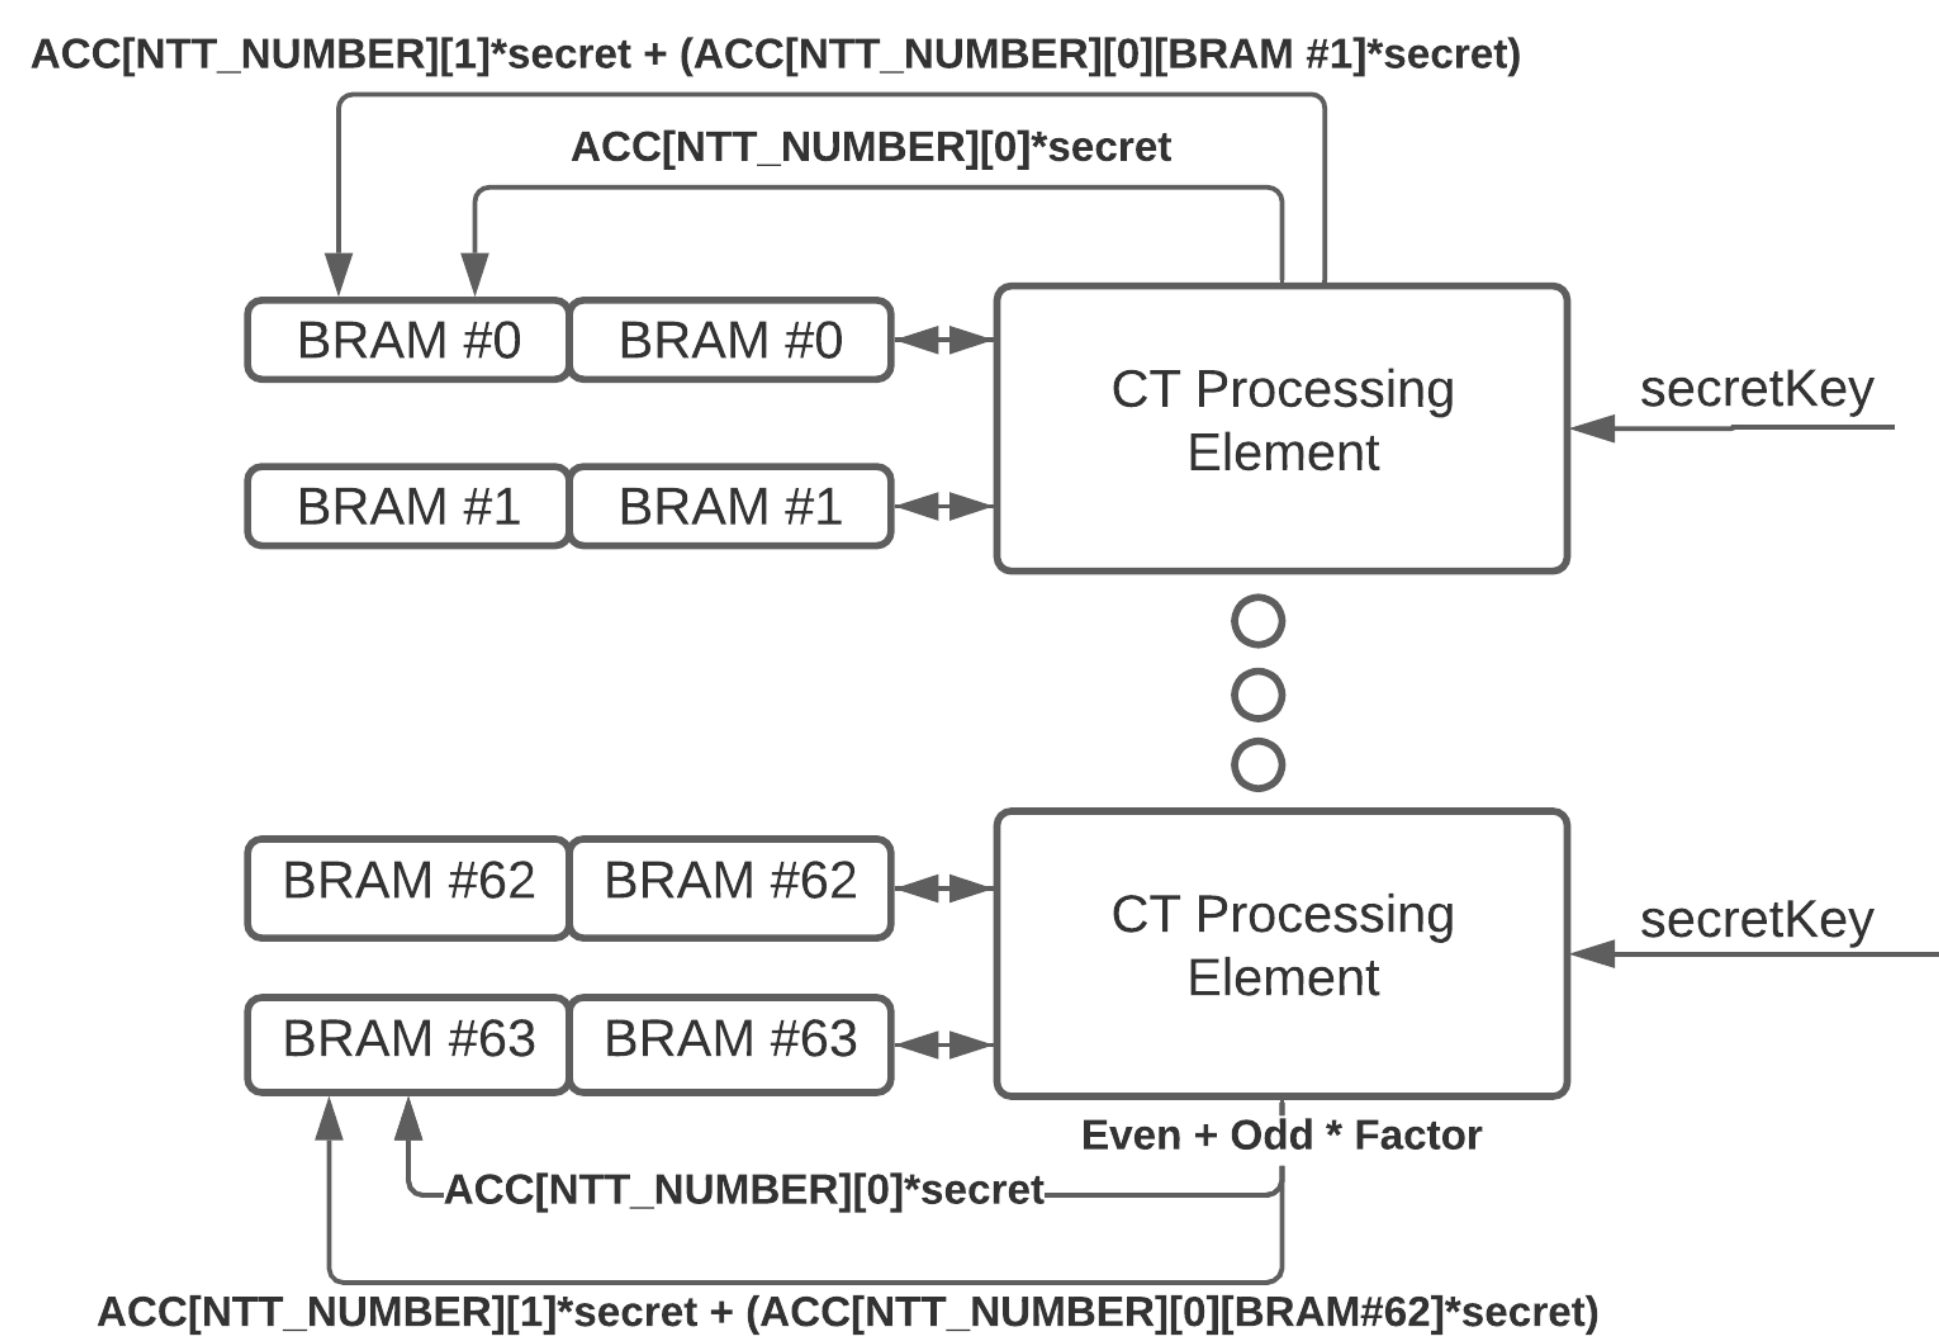 ACC[NTT_NUMBER][1]*secret + (ACC[NTT_NUMBER][0][BRAM #1]*secret)
ACC[NTT_NUMBER][0]*secret
BRAM #0
BRAM #0
BRAM #1
BRAM #1
CT Processing
Element
secretKey
BRAM #62
BRAM #62
BRAM #63
BRAM #63
CT Processing
Element
secretKey
Even + Odd * Factor
ACC[NTT_NUMBER][0]*secret
ACC[NTT_NUMBER][1]*secret + (ACC[NTT_NUMBER][0][BRAM#62]*secret)